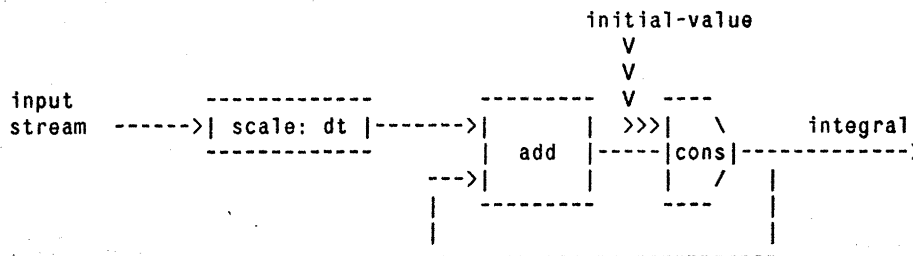 initial-value
input
stream
scale: dt
add
cons
integral